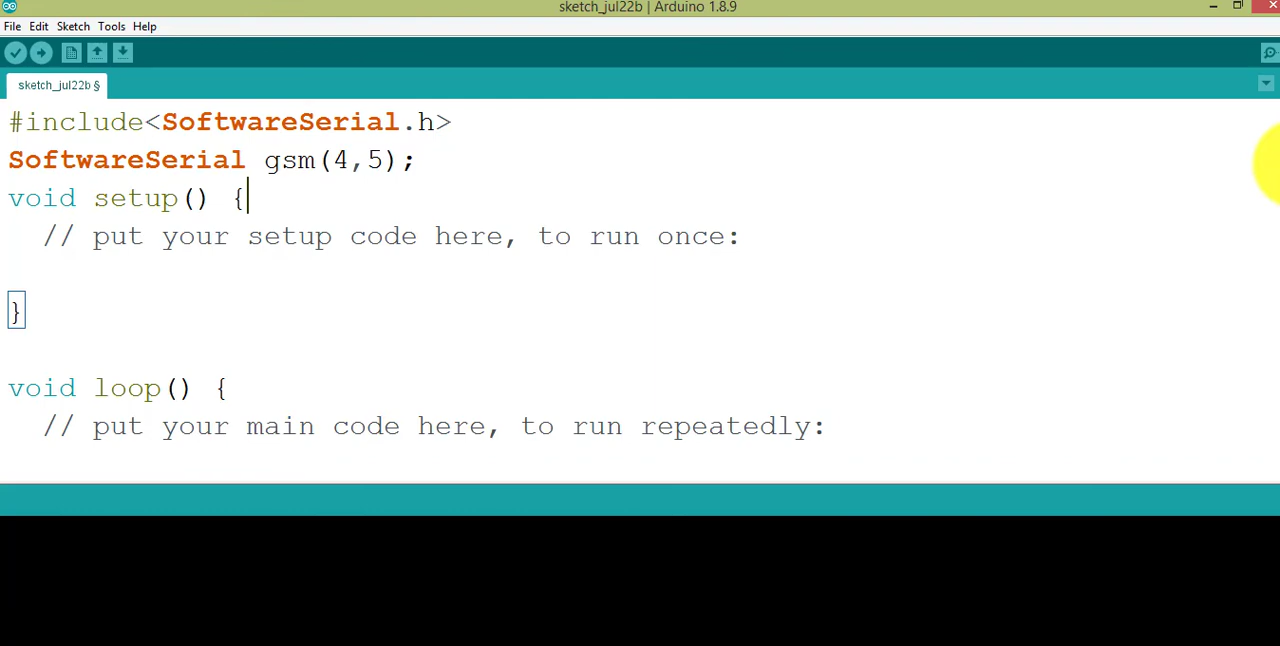 sketch_jul22b | Arduino 1.8.9
File Edit Sketch Tools Help
sketch_jul22b §
#include<SoftwareSerial.h>
SoftwareSerial gsm(4,5);
void setup() {
  // put your setup code here, to run once:
}
void loop() {
  // put your main code here, to run repeatedly: